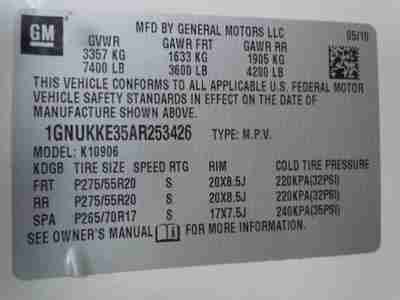 GM
MFD BY GENERAL MOTORS LLC
05/10
GVWR GAWR FRT GAWR RR
3357 KG 1633 KG 1905 KG
7400 LB 3600 LB 4200 LB
THIS VEHICLE CONFORMS TO ALL APPLICABLE U.S. FEDERAL MOTOR
VEHICLE SAFETY STANDARDS IN EFFECT ON THE DATE OF
MANUFACTURE SHOWN ABOVE.
1GNUKKE35AR253426 TYPE: M.P.V.
MODEL: K10906
KDGB TIRE SIZE SPEED RTG RIM COLD TIRE PRESSURE
FRT P275/55R20 S 20X8.5J 220KPA(32PSI)
RR P275/55R20 S 20X8.5J 220KPA(32PSI)
SPA P265/70R17 S 17X7.5J 240KPA(35PSI)
SEE OWNER'S MANUAL FOR MORE INFORMATION